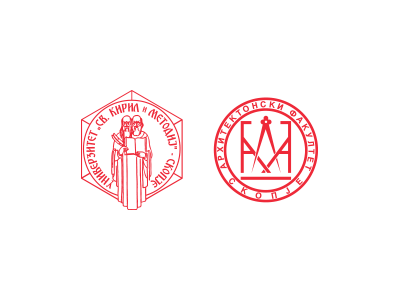 УНИВЕРЗИТЕТ „СВ. КИРИЛ И МЕТОДИЈ“ - СКОПЈЕ
АРХИТЕКТОНСКИ ФАКУЛТЕТ
СКОПЈЕ